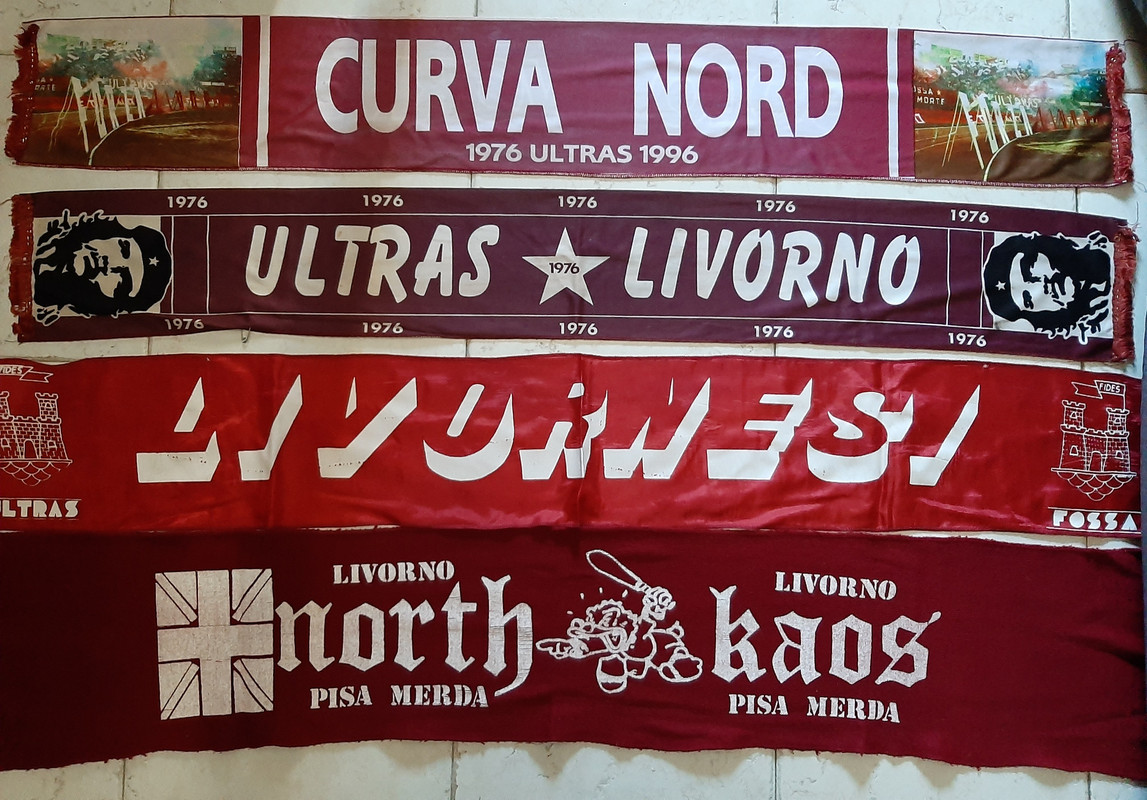 CURVA NORD
1976 ULTRAS 1996
1976 1976 1976 1976 1976
ULTRAS 1976 LIVORNO
1976 1976 1976 1976 1976
FIDES
LIVORNESI
FIDES
ULTRAS
FOSSA
LIVORNO
LIVORNO
north kaos
PISA MERDA
PISA MERDA